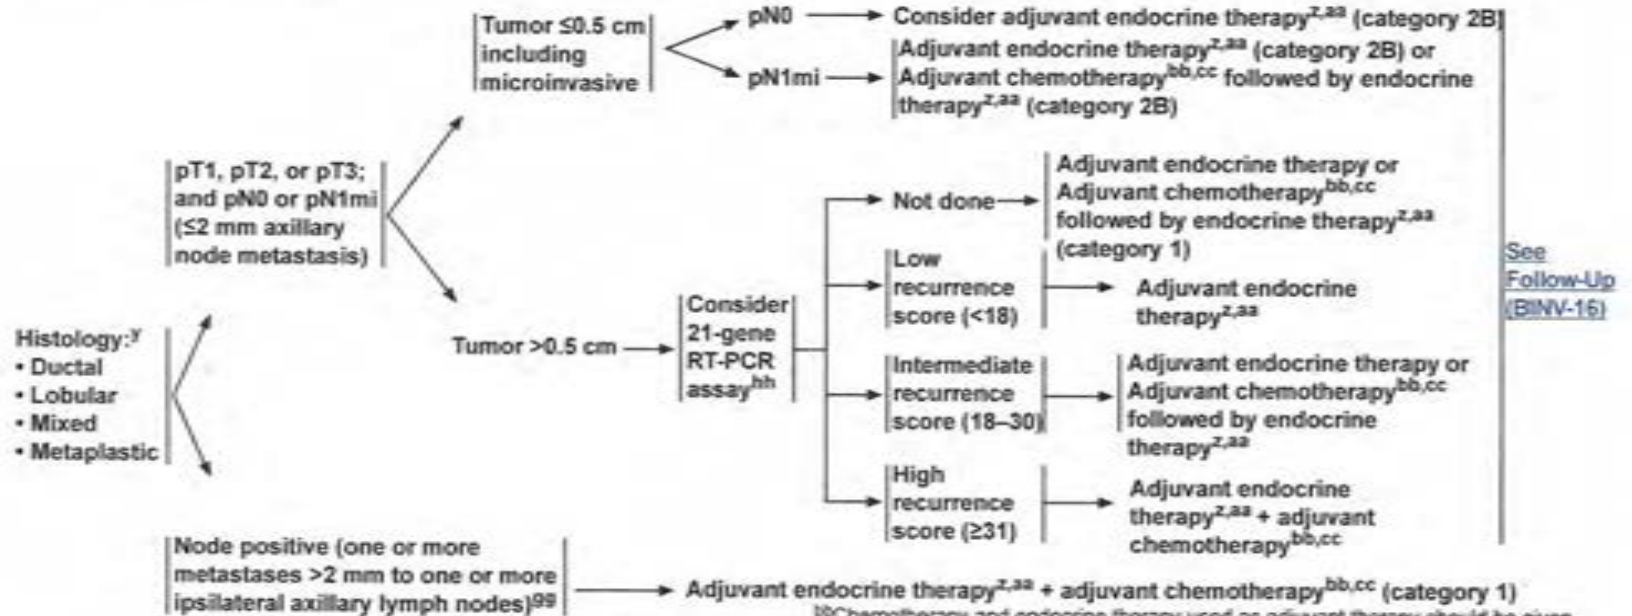 Tumor ≤0.5 cm
including
microinvasive
pN0
Consider adjuvant endocrine therapy^z,aa (category 2B)
pN1mi
Adjuvant endocrine therapy^z,aa (category 2B) or
Adjuvant chemotherapy^bb,cc followed by endocrine
therapy^z,aa (category 2B)
pT1, pT2, or pT3;
and pN0 or pN1mi
(≤2 mm axillary
node metastasis)
Histology:^y
• Ductal
• Lobular
• Mixed
• Metaplastic
Tumor >0.5 cm
Consider
21-gene
RT-PCR
assay^hh
Not done
Adjuvant endocrine therapy or
Adjuvant chemotherapy^bb,cc
followed by endocrine therapy^z,aa
(category 1)
Low
recurrence
score (<18)
Adjuvant endocrine
therapy^z,aa
Intermediate
recurrence
score (18–30)
Adjuvant endocrine therapy or
Adjuvant chemotherapy^bb,cc
followed by endocrine
therapy^z,aa
High
recurrence
score (≥31)
Adjuvant endocrine
therapy^z,aa + adjuvant
chemotherapy^bb,cc
See
Follow-Up
(BINV-16)
Node positive (one or more
metastases >2 mm to one or more
ipsilateral axillary lymph nodes)^gg
Adjuvant endocrine therapy^z,aa + adjuvant chemotherapy^bb,cc (category 1)